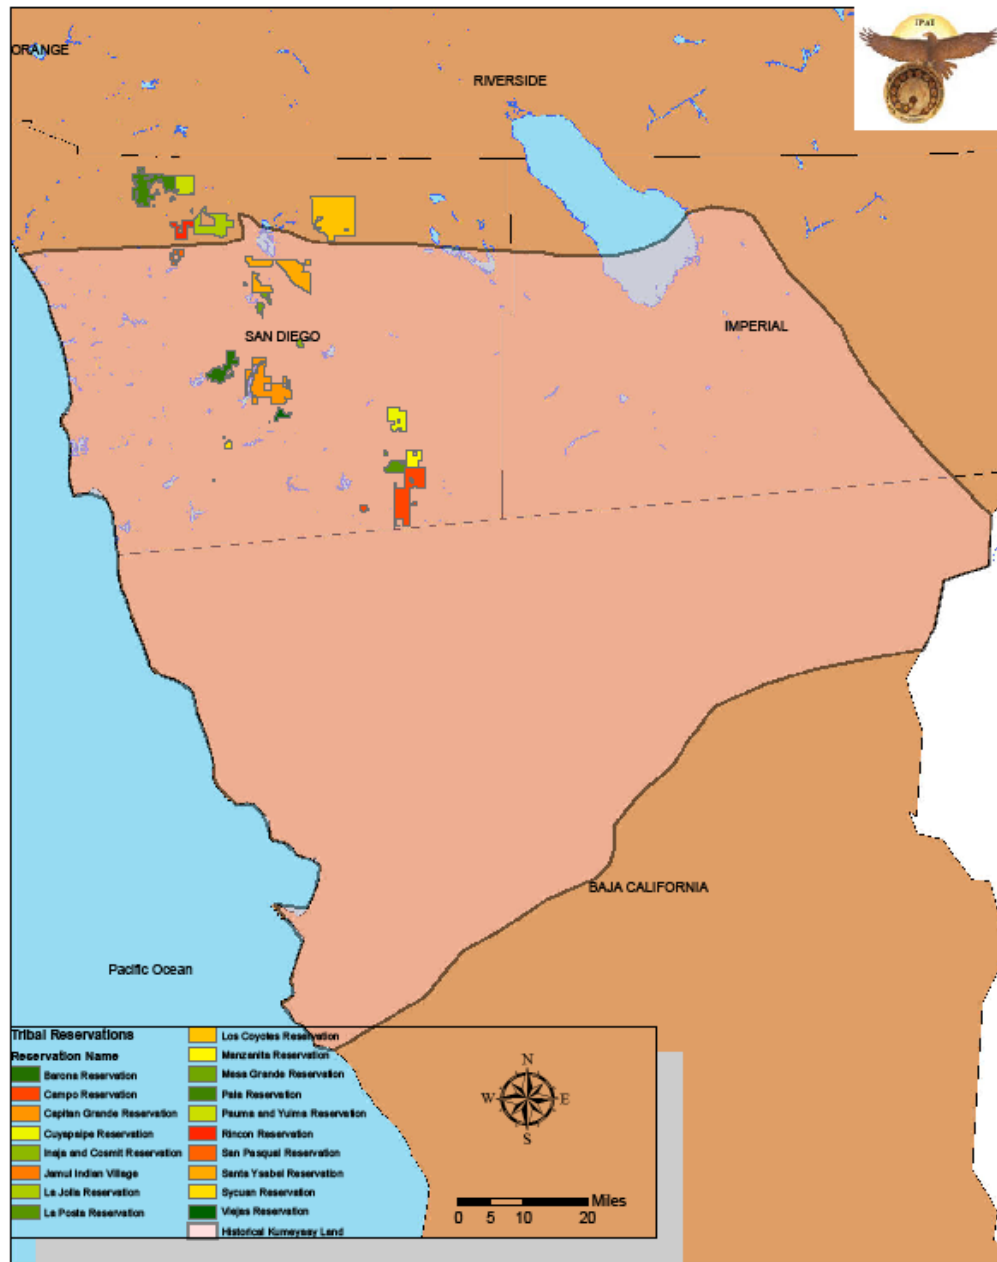 ORANGE
IPAI
RIVERSIDE
SAN DIEGO
IMPERIAL
BAJA CALIFORNIA
Pacific Ocean
Tribal Reservations
Reservation Name
Barona Reservation
Campo Reservation
Capitan Grande Reservation
Cuyapaipe Reservation
Inaja and Cosmit Reservation
Jamul Indian Village
La Jolla Reservation
La Posta Reservation
Los Coyotes Reservation
Manzanita Reservation
Mesa Grande Reservation
Pala Reservation
Pauma and Yuima Reservation
Rincon Reservation
San Pasqual Reservation
Santa Ysabel Reservation
Sycuan Reservation
Viejas Reservation
Historical Kumeyaay Land
N
W E
S
Miles
0 5 10 20